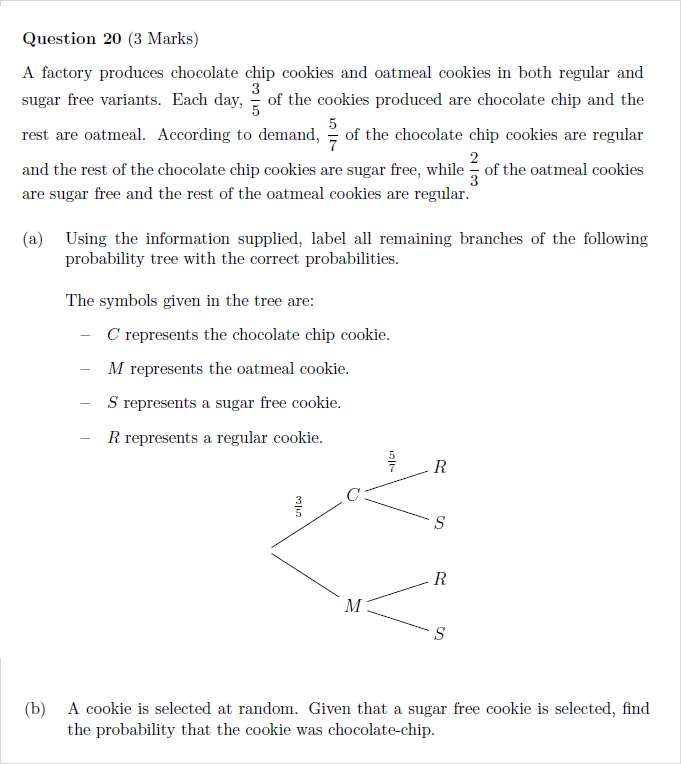 Question 20 (3 Marks)
A factory produces chocolate chip cookies and oatmeal cookies in both regular and
sugar free variants. Each day, 3/5 of the cookies produced are chocolate chip and the
rest are oatmeal. According to demand, 5/7 of the chocolate chip cookies are regular
and the rest of the chocolate chip cookies are sugar free, while 2/3 of the oatmeal cookies
are sugar free and the rest of the oatmeal cookies are regular.
(a) Using the information supplied, label all remaining branches of the following
probability tree with the correct probabilities.
The symbols given in the tree are:
– C represents the chocolate chip cookie.
– M represents the oatmeal cookie.
– S represents a sugar free cookie.
– R represents a regular cookie.
5/7
R
3/5
C
S
R
M
S
(b) A cookie is selected at random. Given that a sugar free cookie is selected, find
the probability that the cookie was chocolate-chip.